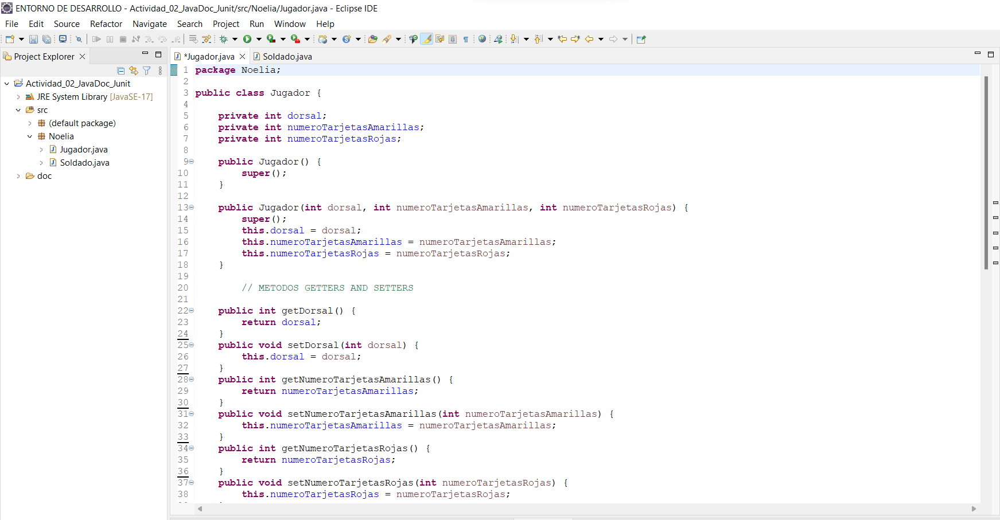 ENTORNO DE DESARROLLO - Actividad_02_JavaDoc_Junit/src/Noelia/Jugador.java - Eclipse IDE
File Edit Source Refactor Navigate Search Project Run Window Help
Project Explorer
*Jugador.java Soldado.java
Actividad_02_JavaDoc_Junit
JRE System Library [JavaSE-17]
src
(default package)
Noelia
Jugador.java
Soldado.java
doc
1 package Noelia;
2
3 public class Jugador {
4
5     private int dorsal;
6     private int numeroTarjetasAmarillas;
7     private int numeroTarjetasRojas;
8
9     public Jugador() {
10         super();
11     }
12
13     public Jugador(int dorsal, int numeroTarjetasAmarillas, int numeroTarjetasRojas) {
14         super();
15         this.dorsal = dorsal;
16         this.numeroTarjetasAmarillas = numeroTarjetasAmarillas;
17         this.numeroTarjetasRojas = numeroTarjetasRojas;
18     }
19
20         // METODOS GETTERS AND SETTERS
21
22     public int getDorsal() {
23         return dorsal;
24     }
25     public void setDorsal(int dorsal) {
26         this.dorsal = dorsal;
27     }
28     public int getNumeroTarjetasAmarillas() {
29         return numeroTarjetasAmarillas;
30     }
31     public void setNumeroTarjetasAmarillas(int numeroTarjetasAmarillas) {
32         this.numeroTarjetasAmarillas = numeroTarjetasAmarillas;
33     }
34     public int getNumeroTarjetasRojas() {
35         return numeroTarjetasRojas;
36     }
37     public void setNumeroTarjetasRojas(int numeroTarjetasRojas) {
38         this.numeroTarjetasRojas = numeroTarjetasRojas;